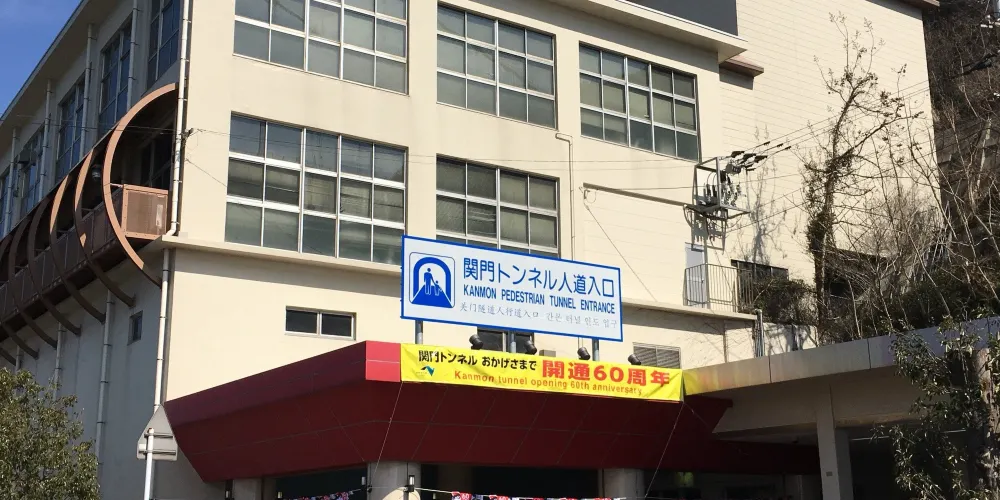 関門トンネル人道入口
KANMON PEDESTRIAN TUNNEL ENTRANCE
关门隧道人行道入口 간몬 터널 인도 입구
関門トンネル おかげさまで 開通60周年
Kanmon tunnel opening 60th anniversary